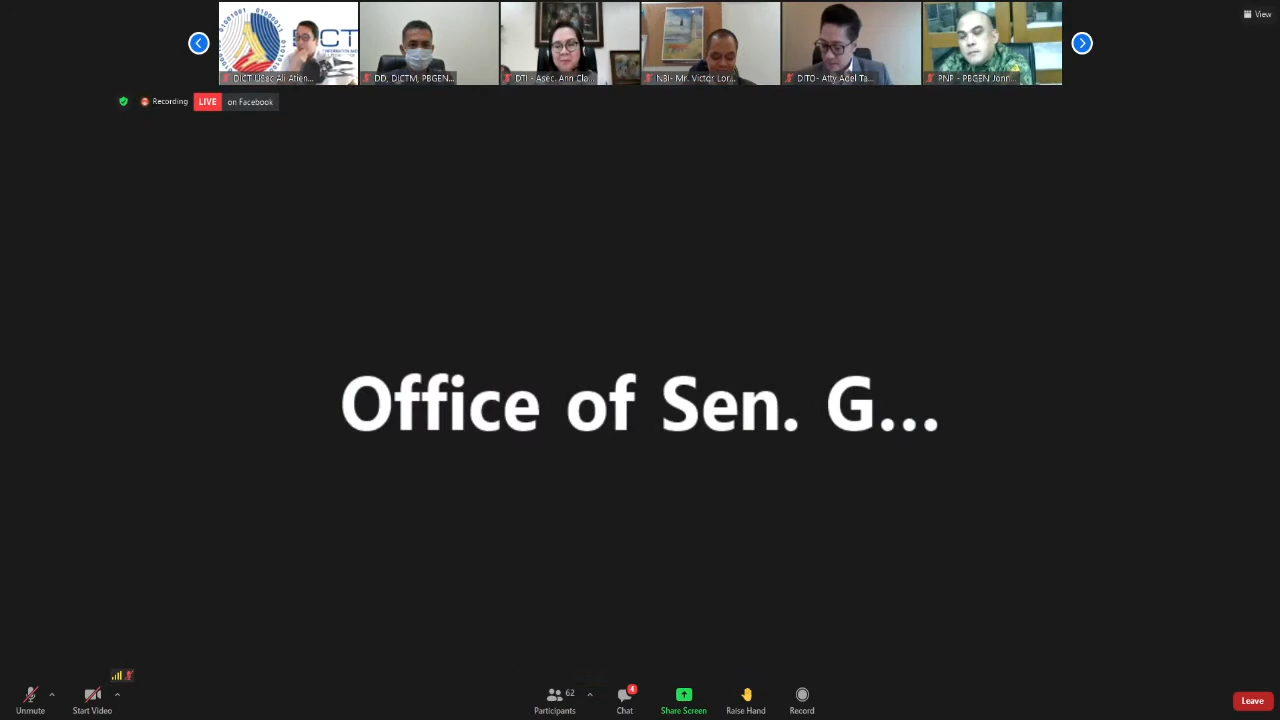 DICT Usec Ali Atien...
DD, DICTM, PBGEN...
DTI - Asec. Ann Cla...
NBI- Mr. Victor Lor...
DITO- Atty Adel Ta...
PNP - PBGEN Jonn...
View
Recording
LIVE
on Facebook
Office of Sen. G...
Unmute
Start Video
62
Participants
4
Chat
Share Screen
Raise Hand
Record
Leave